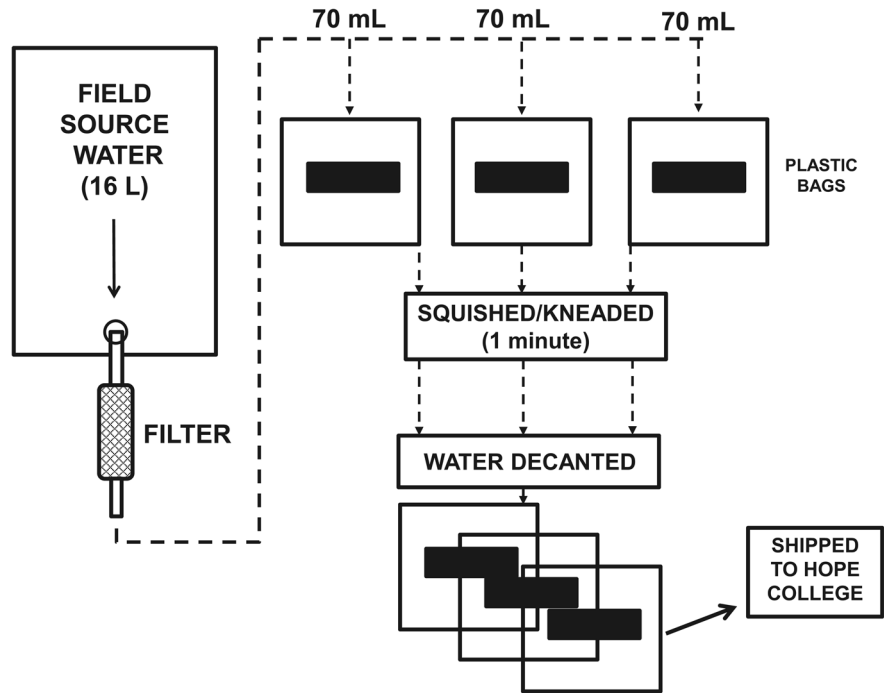 70 mL
70 mL
70 mL
FIELD
SOURCE
WATER
(16 L)
PLASTIC
BAGS
SQUISHED/KNEADED
(1 minute)
FILTER
WATER DECANTED
SHIPPED
TO HOPE
COLLEGE